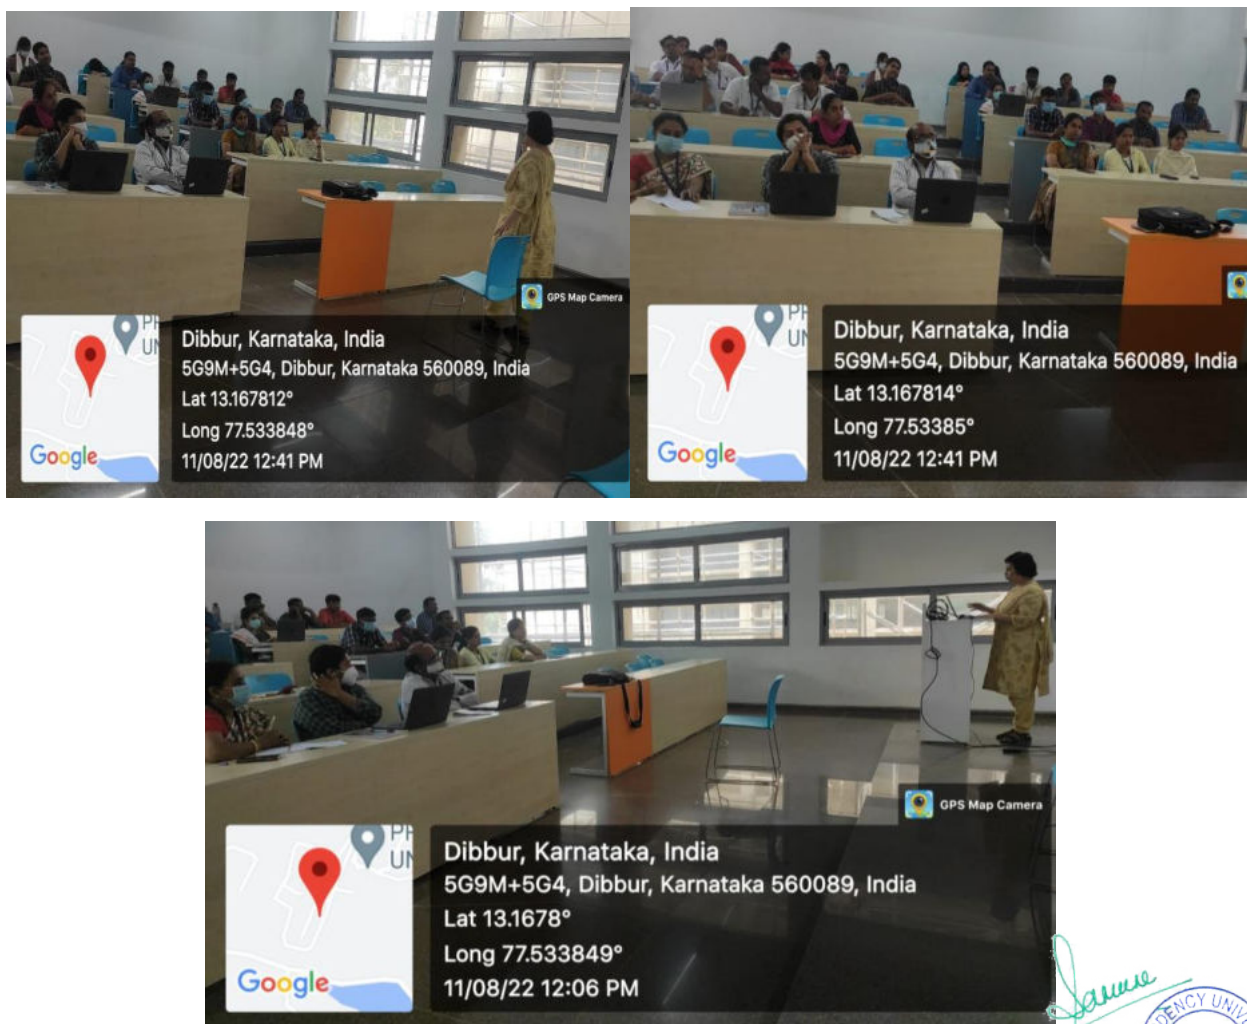 GPS Map Camera
Dibbur, Karnataka, India
5G9M+5G4, Dibbur, Karnataka 560089, India
Lat 13.167812°
Long 77.533848°
11/08/22 12:41 PM
Google
Dibbur, Karnataka, India
5G9M+5G4, Dibbur, Karnataka 560089, India
Lat 13.167814°
Long 77.53385°
11/08/22 12:41 PM
Google
GPS Map Camera
Dibbur, Karnataka, India
5G9M+5G4, Dibbur, Karnataka 560089, India
Lat 13.1678°
Long 77.533849°
11/08/22 12:06 PM
Google